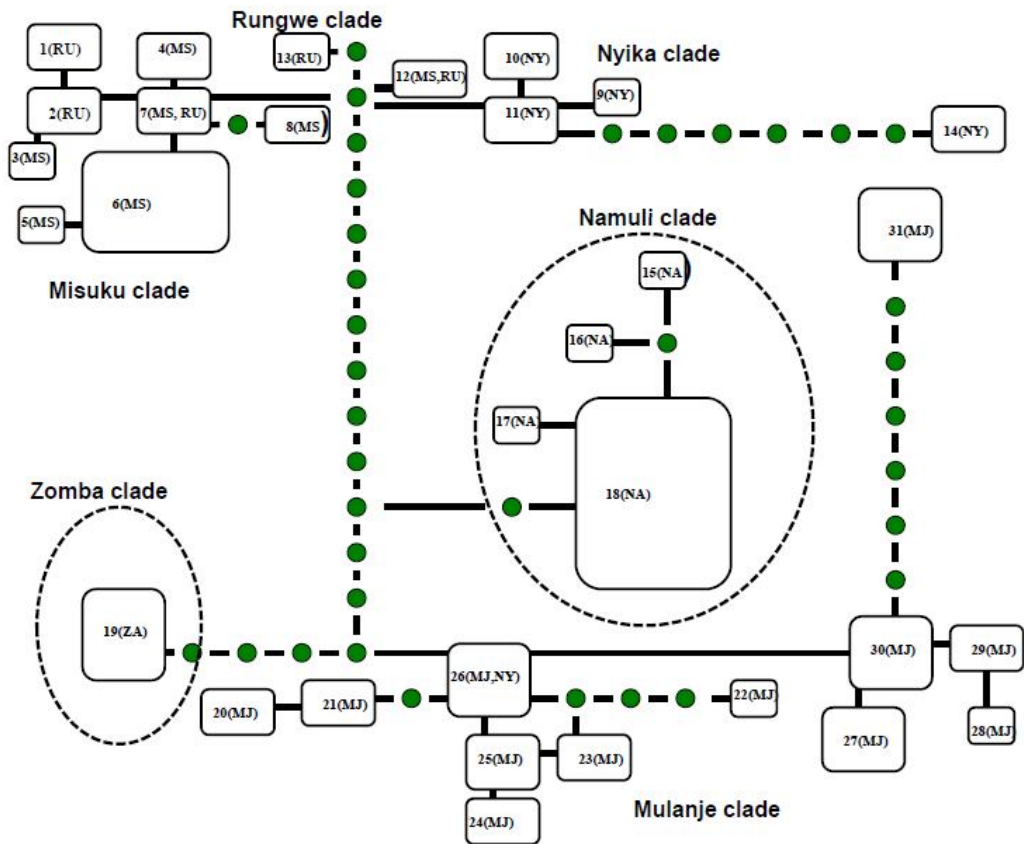 Rungwe clade
1(RU)
4(MS)
13(RU)
10(NY)
Nyika clade
12(MS,RU)
9(NY)
2(RU)
7(MS, RU)
8(MS)
11(NY)
14(NY)
3(MS)
6(MS)
5(MS)
Namuli clade
31(MJ)
Misuku clade
15(NA)
16(NA)
17(NA)
Zomba clade
18(NA)
19(ZA)
30(MJ)
29(MJ)
26(MJ,NY)
20(MJ)
21(MJ)
22(MJ)
28(MJ)
27(MJ)
25(MJ)
23(MJ)
24(MJ)
Mulanje clade